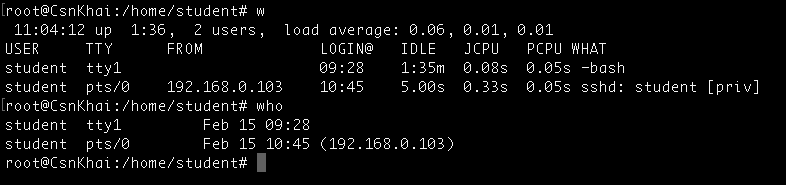 [root@CsnKhai:/home/student# w
 11:04:12 up  1:36,  2 users,  load average: 0.06, 0.01, 0.01
USER     TTY      FROM             LOGIN@   IDLE   JCPU   PCPU WHAT
student  tty1                      09:28    1:35m  0.08s  0.05s -bash
student  pts/0    192.168.0.103    10:45    5.00s  0.33s  0.05s sshd: student [priv]
[root@CsnKhai:/home/student# who
student  tty1         Feb 15 09:28
student  pts/0        Feb 15 10:45 (192.168.0.103)
root@CsnKhai:/home/student#